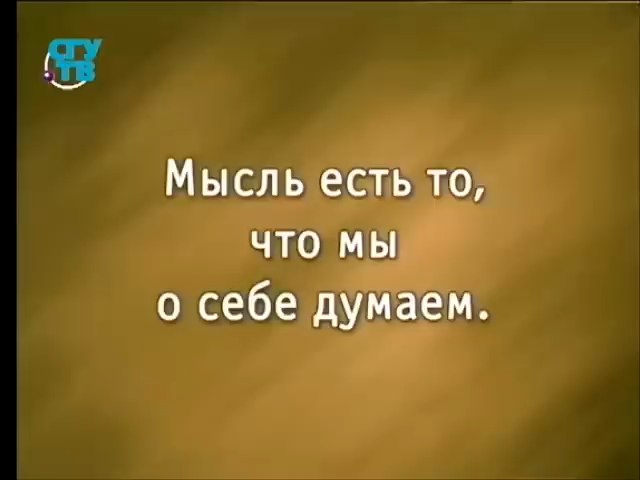 СГУ
ТВ
Мысль есть то,
что мы
о себе думаем.